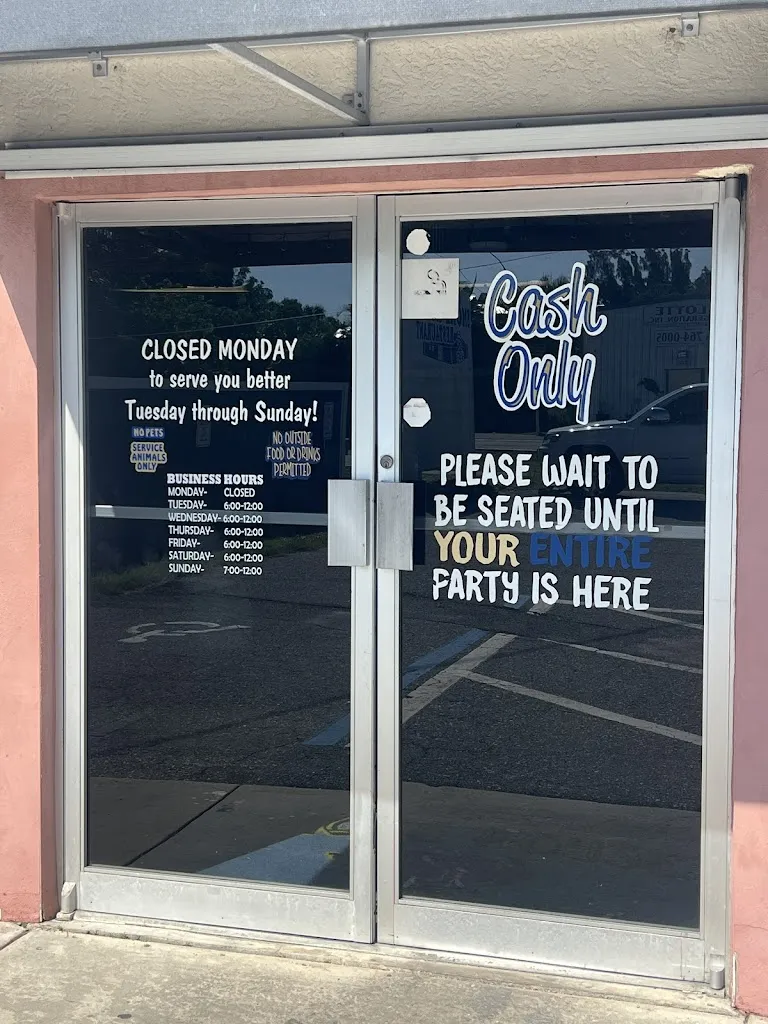 CLOSED MONDAY
to serve you better
Tuesday through Sunday!
NO PETS
SERVICE
ANIMALS
ONLY
NO OUTSIDE
FOOD OR DRINKS
PERMITTED
BUSINESS HOURS
MONDAY- CLOSED
TUESDAY- 6:00-12:00
WEDNESDAY- 6:00-12:00
THURSDAY- 6:00-12:00
FRIDAY- 6:00-12:00
SATURDAY- 6:00-12:00
SUNDAY- 7:00-12:00
Cash
Only
PLEASE WAIT TO
BE SEATED UNTIL
YOUR ENTIRE
PARTY IS HERE